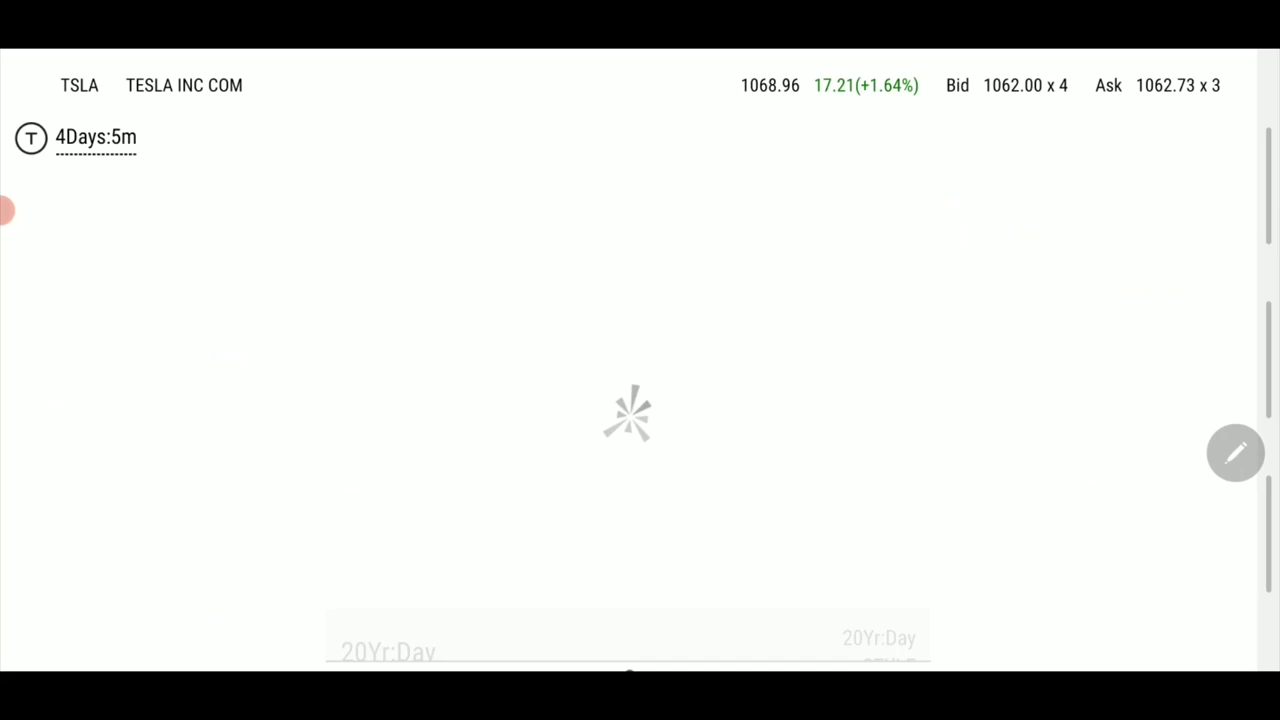 TSLA TESLA INC COM 1068.96 17.21(+1.64%) Bid 1062.00 x 4 Ask 1062.73 x 3
T 4Days:5m
20Yr:Day 20Yr:Day